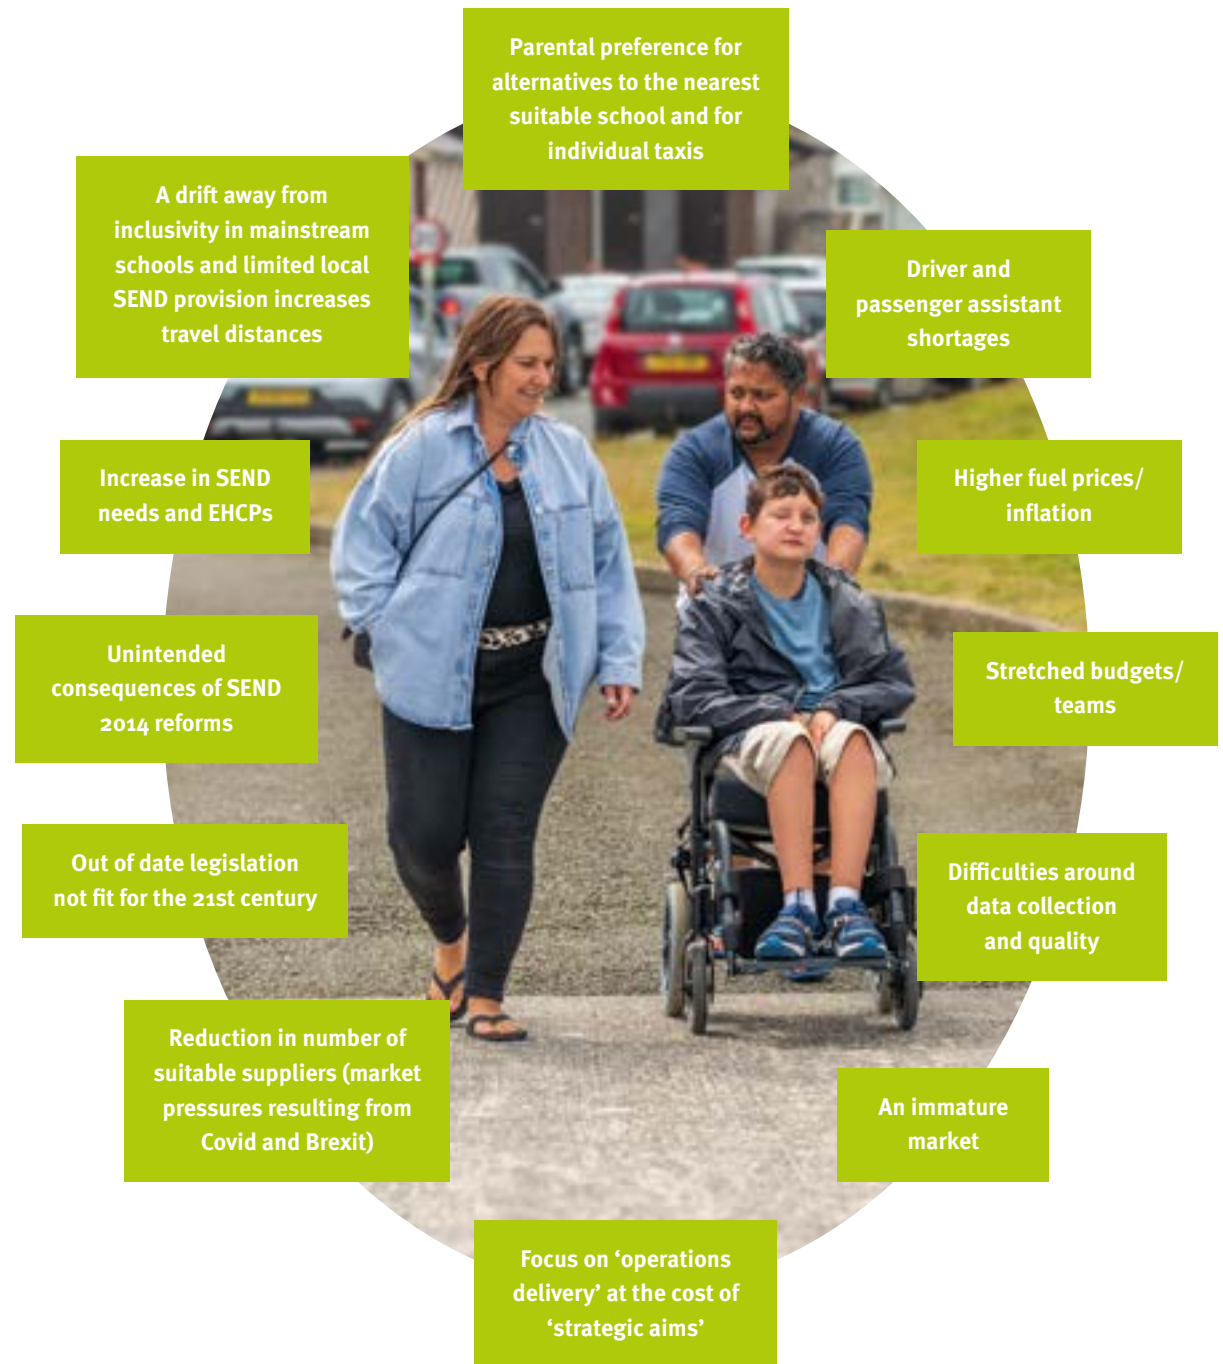 Parental preference for
alternatives to the nearest
suitable school and for
individual taxis
A drift away from
inclusivity in mainstream
schools and limited local
SEND provision increases
travel distances
Driver and
passenger assistant
shortages
Increase in SEND
needs and EHCPs
Higher fuel prices/
inflation
Unintended
consequences of SEND
2014 reforms
Stretched budgets/
teams
Out of date legislation
not fit for the 21st century
Difficulties around
data collection
and quality
Reduction in number of
suitable suppliers (market
pressures resulting from
Covid and Brexit)
An immature
market
Focus on ‘operations
delivery’ at the cost of
‘strategic aims’